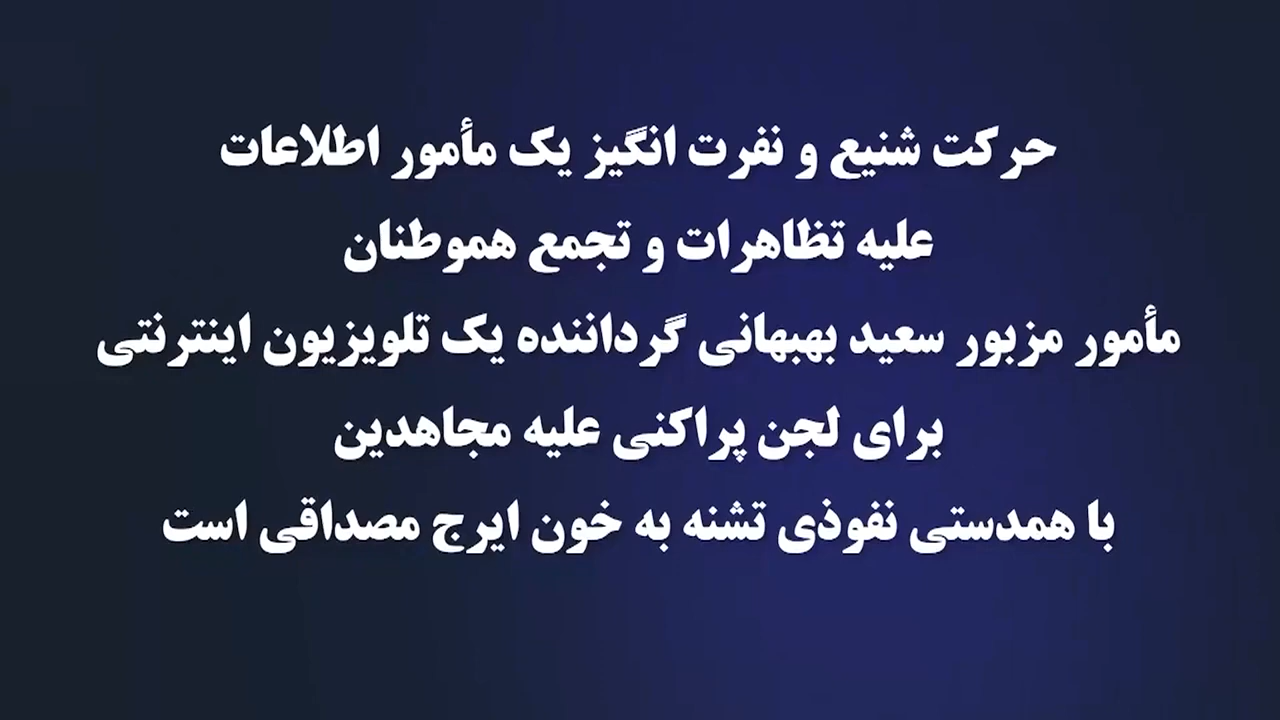 حرکت شنیع و نفرت انگیز یک مأمور اطلاعات
علیه تظاهرات و تجمع هموطنان
مأمور مزبور سعید بهبهانی گرداننده یک تلویزیون اینترنتی
برای لجن پراکنی علیه مجاهدین
با همدستی نفوذی تشنه به خون ایرج مصداقی است